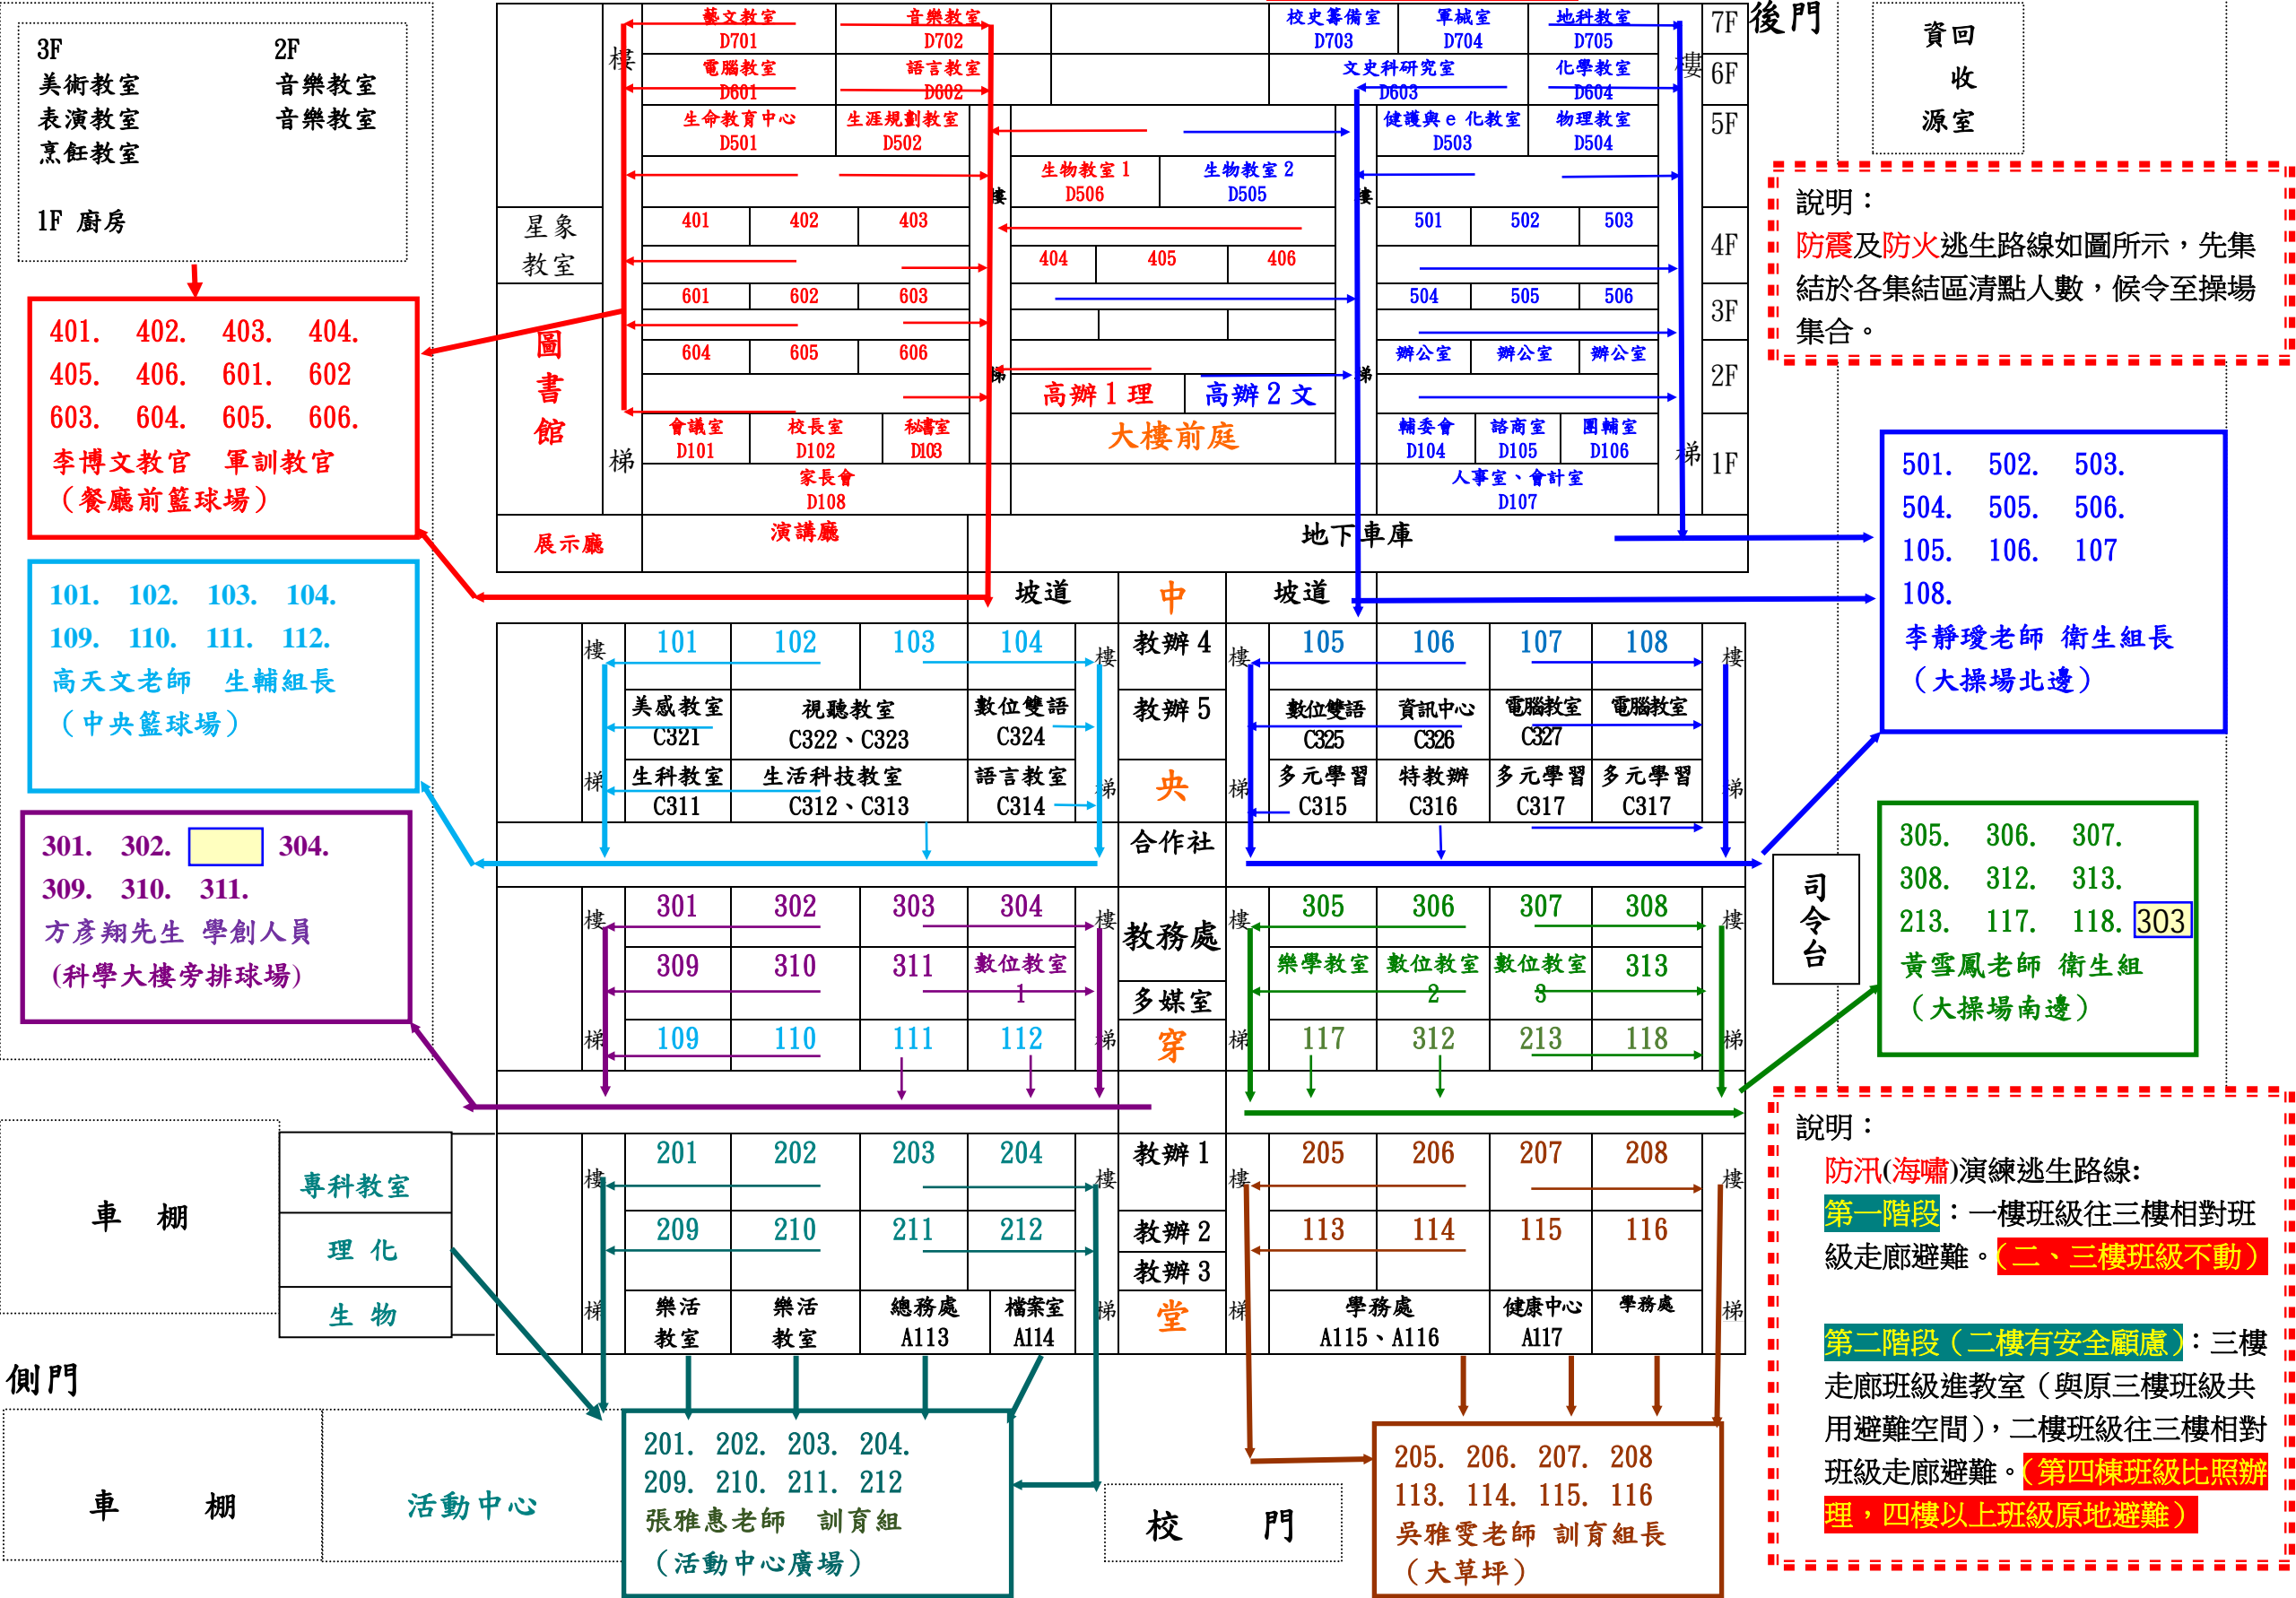 3F 2F
美術教室 音樂教室
表演教室 音樂教室
烹飪教室
1F 廚房
401. 402. 403. 404.
405. 406. 601. 602
603. 604. 605. 606.
李博文教官 軍訓教官
（餐廳前籃球場）
101. 102. 103. 104.
109. 110. 111. 112.
高天文老師 生輔組長
（中央籃球場）
301. 302. 304.
309. 310. 311.
方彥翔先生 學創人員
(科學大樓旁排球場)
藝文教室 音樂教室 校史籌備室 軍械室 地科教室 7F
D701 D702 D703 D704 D705
電腦教室 語言教室 文史科研究室 化學教室 6F
D601 D602 D603 D604
生命教育中心 生涯規劃教室 健護與 e 化教室 物理教室 5F
D501 D502 D503 D504
生物教室 1 生物教室 2
D506 D505
樓 樓 樓 樓
星象
教室
401 402 403 501 502 503 4F
404 405 406
601 602 603 504 505 506 3F
圖
書
館
604 605 606 辦公室 辦公室 辦公室 2F
梯 梯 梯 梯
高辦 1 理 高辦 2 文
會議室 校長室 秘書室 大樓前庭 輔委會 諮商室 團輔室 1F
D101 D102 D103 D104 D105 D106
家長會 人事室、會計室
D108 D107
展示廳 演講廳 地下車庫
坡道 中 坡道
樓 101 102 103 104 樓 教辦 4 樓 105 106 107 108 樓
美感教室 視聽教室 數位雙語 教辦 5 數位雙語 資訊中心 電腦教室 電腦教室
C321 C322、C323 C324 C325 C326 C327
梯 生科教室 生活科技教室 語言教室 梯 央 梯 多元學習 特教辦 多元學習 多元學習 梯
C311 C312、C313 C314 C315 C316 C317 C317
合作社
樓 301 302 303 304 樓 教務處 樓 305 306 307 308 樓
309 310 311 數位教室 樂學教室 數位教室 數位教室 313
1 多媒室 2 3
梯 109 110 111 112 梯 穿 梯 117 312 213 118 梯
樓 201 202 203 204 樓 教辦 1 樓 205 206 207 208 樓
209 210 211 212 教辦 2 113 114 115 116
教辦 3
梯 樂活 樂活 總務處 檔案室 梯 堂 梯 學務處 健康中心 學務處 梯
教室 教室 A113 A114 A115、A116 A117
車 棚
專科教室
理 化
生 物
側門
車 棚
活動中心
201. 202. 203. 204.
209. 210. 211. 212
張雅惠老師 訓育組
（活動中心廣場）
校 門
205. 206. 207. 208
113. 114. 115. 116
吳雅雯老師 訓育組長
（大草坪）
後門
資回
收
源室
說明：
防震及防火逃生路線如圖所示，先集
結於各集結區清點人數，候令至操場
集合。
501. 502. 503.
504. 505. 506.
105. 106. 107
108.
李靜璦老師 衛生組長
（大操場北邊）
司
令
台
305. 306. 307.
308. 312. 313.
213. 117. 118. 303
黃雪鳳老師 衛生組
（大操場南邊）
說明：
防汛(海嘯)演練逃生路線:
第一階段：一樓班級往三樓相對班
級走廊避難。（二、三樓班級不動）
第二階段（二樓有安全顧慮）：三樓
走廊班級進教室（與原三樓班級共
用避難空間），二樓班級往三樓相對
班級走廊避難。（第四棟班級比照辦
理，四樓以上班級原地避難）